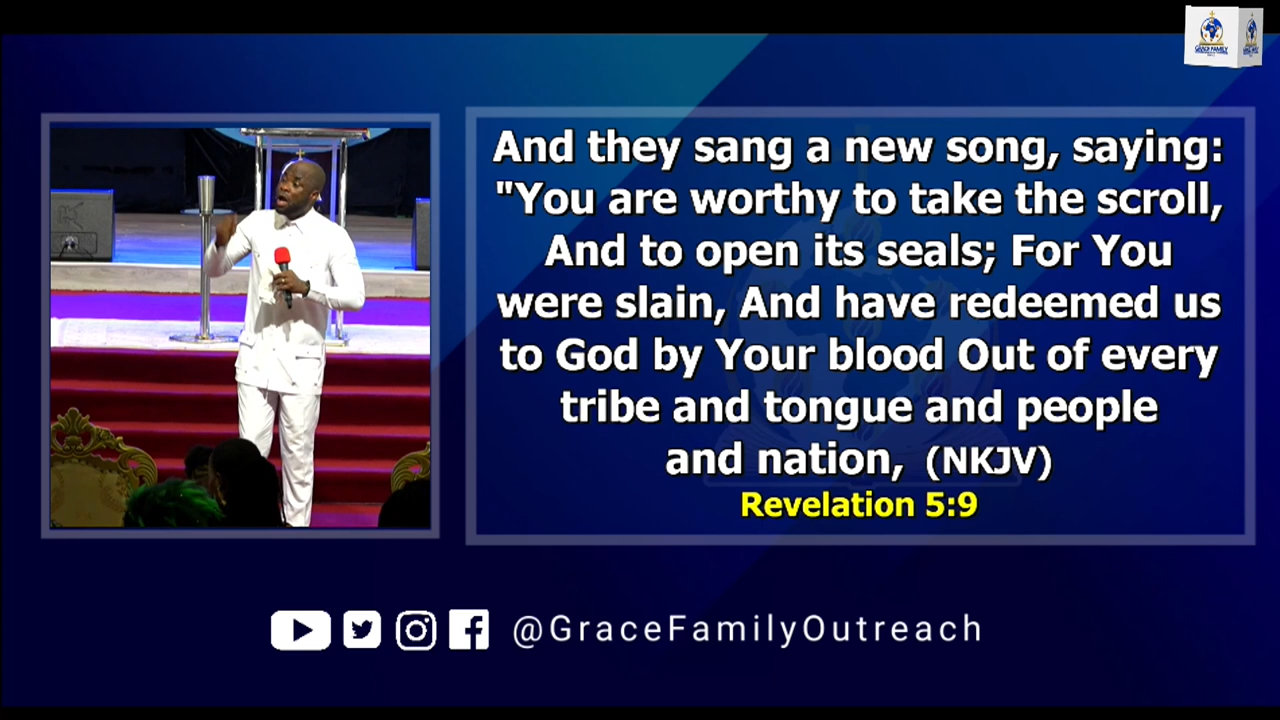 GRACE FAMILY
And they sang a new song, saying:
"You are worthy to take the scroll,
And to open its seals; For You
were slain, And have redeemed us
to God by Your blood Out of every
tribe and tongue and people
and nation, (NKJV)
Revelation 5:9
@GraceFamilyOutreach